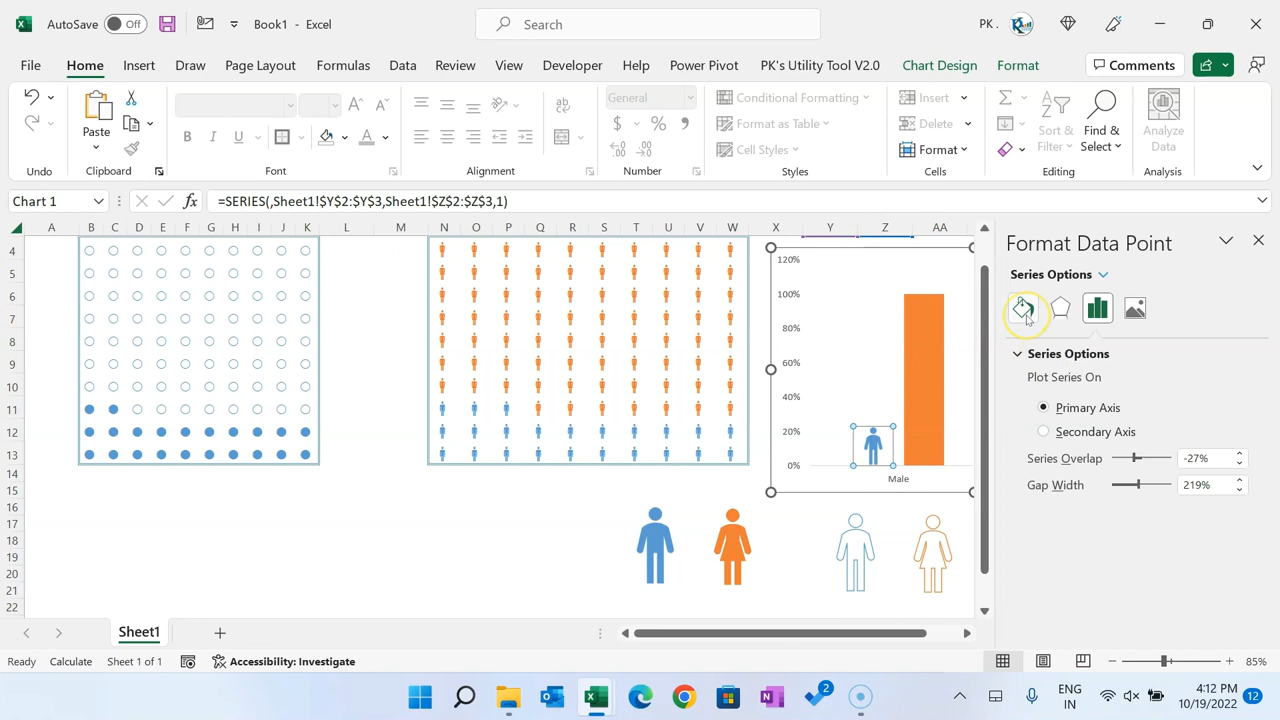 AutoSave Off Book1 - Excel Search PK .
File Home Insert Draw Page Layout Formulas Data Review View Developer Help Power Pivot PK's Utility Tool V2.0 Chart Design Format Comments
Paste
B I U
A A
General
$ % ,
Conditional Formatting
Format as Table
Cell Styles
Insert
Delete
Format
Sort & Filter
Find & Select
Analyze Data
Undo Clipboard Font Alignment Number Styles Cells Editing Analysis
Chart 1 fx =SERIES(,Sheet1!$Y$2:$Y$3,Sheet1!$Z$2:$Z$3,1)
A B C D E F G H I J K L M N O P Q R S T U V W X Y Z AA
4
5
6
7
8
9
10
11
12
13
14
15
16
17
18
19
20
21
22
120%
100%
80%
60%
40%
20%
0%
Male
Format Data Point
Series Options
Series Options
Plot Series On
Primary Axis
Secondary Axis
Series Overlap -27%
Gap Width 219%
Sheet1
Ready Calculate Sheet 1 of 1 Accessibility: Investigate 85%
2
ENG
IN
4:12 PM
10/19/2022
12